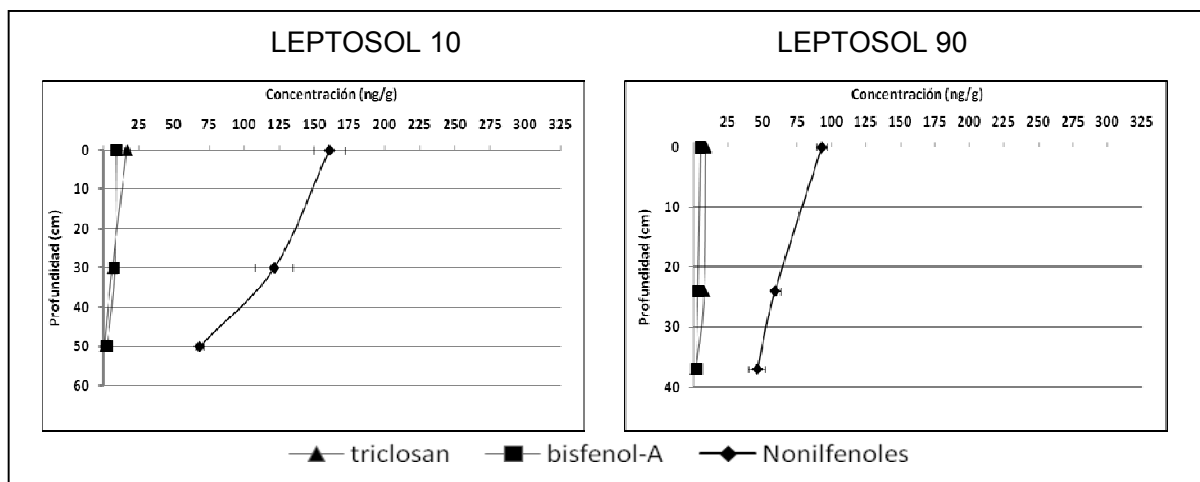 LEPTOSOL 10
LEPTOSOL 90
Concentración (ng/g)
25 50 75 100 125 150 175 200 225 250 275 300 325
0
10
20
30
40
50
60
Profundidad (cm)
Concentración (ng/g)
25 50 75 100 125 150 175 200 225 250 275 300 325
0
10
20
30
40
Profundidad (cm)
triclosan bisfenol-A Nonilfenoles